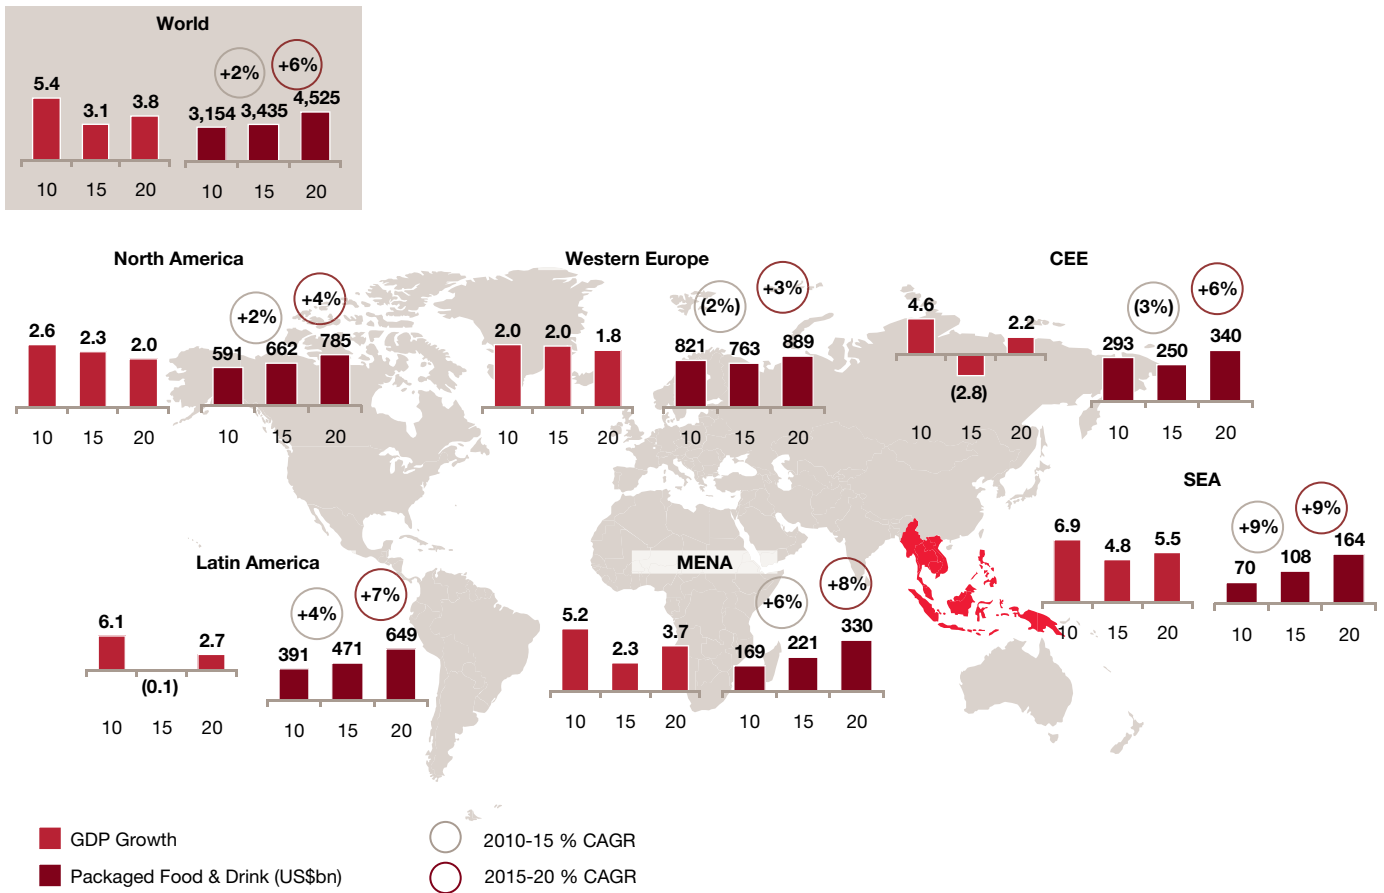 World
+2% +6%
5.4 3.1 3.8 3,154 3,435 4,525
10 15 20 10 15 20
North America
+2% +4%
2.6 2.3 2.0 591 662 785
10 15 20 10 15 20
Western Europe
(2%) +3%
2.0 2.0 1.8 821 763 889
10 15 20 10 15 20
CEE
(3%) +6%
4.6 (2.8) 2.2 293 250 340
10 15 20 10 15 20
Latin America
+4% +7%
6.1 (0.1) 2.7 391 471 649
10 15 20 10 15 20
MENA
+6% +8%
5.2 2.3 3.7 169 221 330
10 15 20 10 15 20
SEA
+9% +9%
6.9 4.8 5.5 70 108 164
10 15 20 10 15 20
GDP Growth
Packaged Food & Drink (US$bn)
2010-15 % CAGR
2015-20 % CAGR